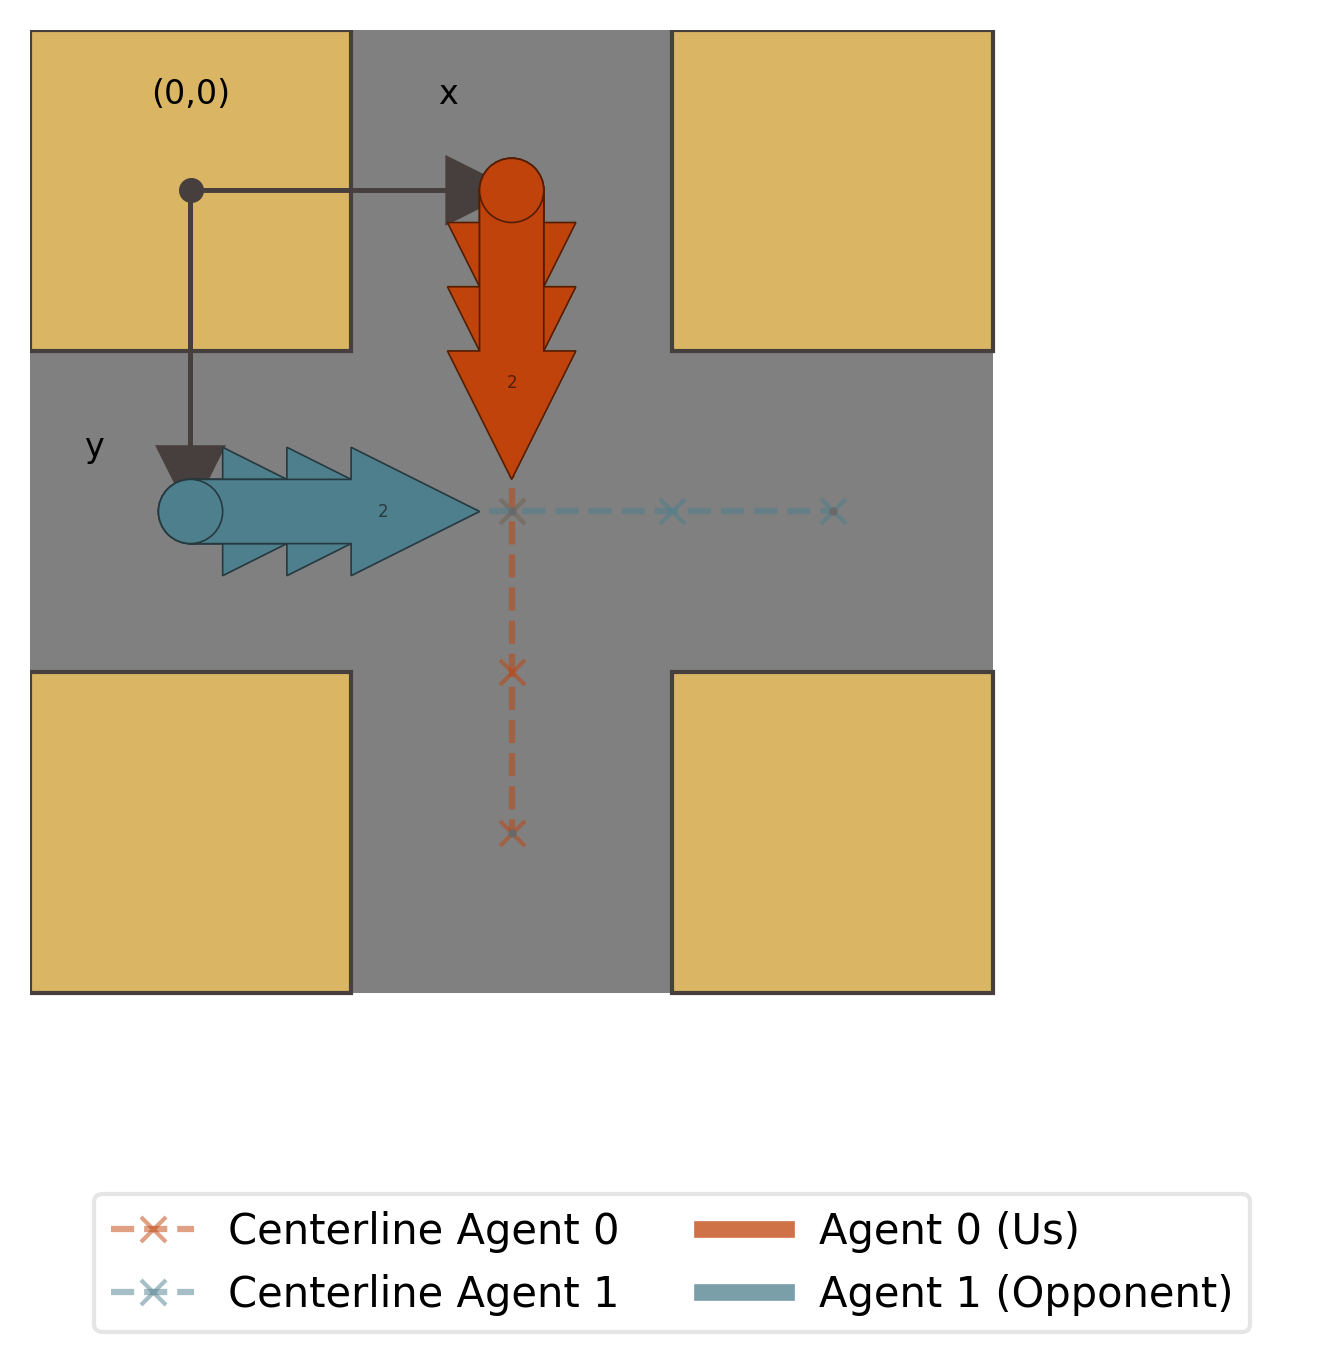 (0,0)
x
2
y
2
Centerline Agent 0
Centerline Agent 1
Agent 0 (Us)
Agent 1 (Opponent)